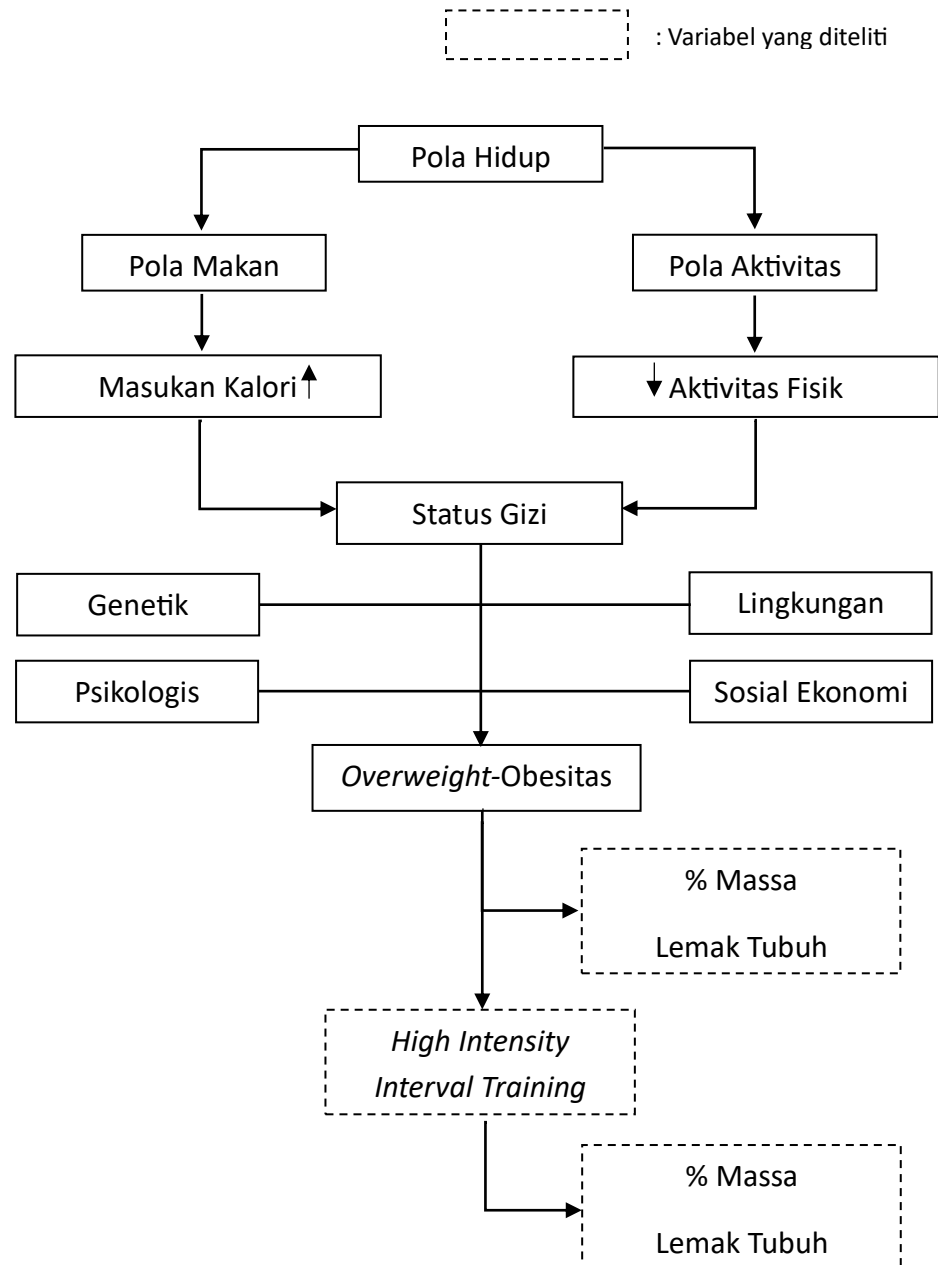 : Variabel yang diteliti
Pola Hidup
Pola Makan
Pola Aktivitas
Masukan Kalori
Aktivitas Fisik
Status Gizi
Genetik
Lingkungan
Psikologis
Sosial Ekonomi
Overweight-Obesitas
% Massa
Lemak Tubuh
High Intensity
Interval Training
% Massa
Lemak Tubuh